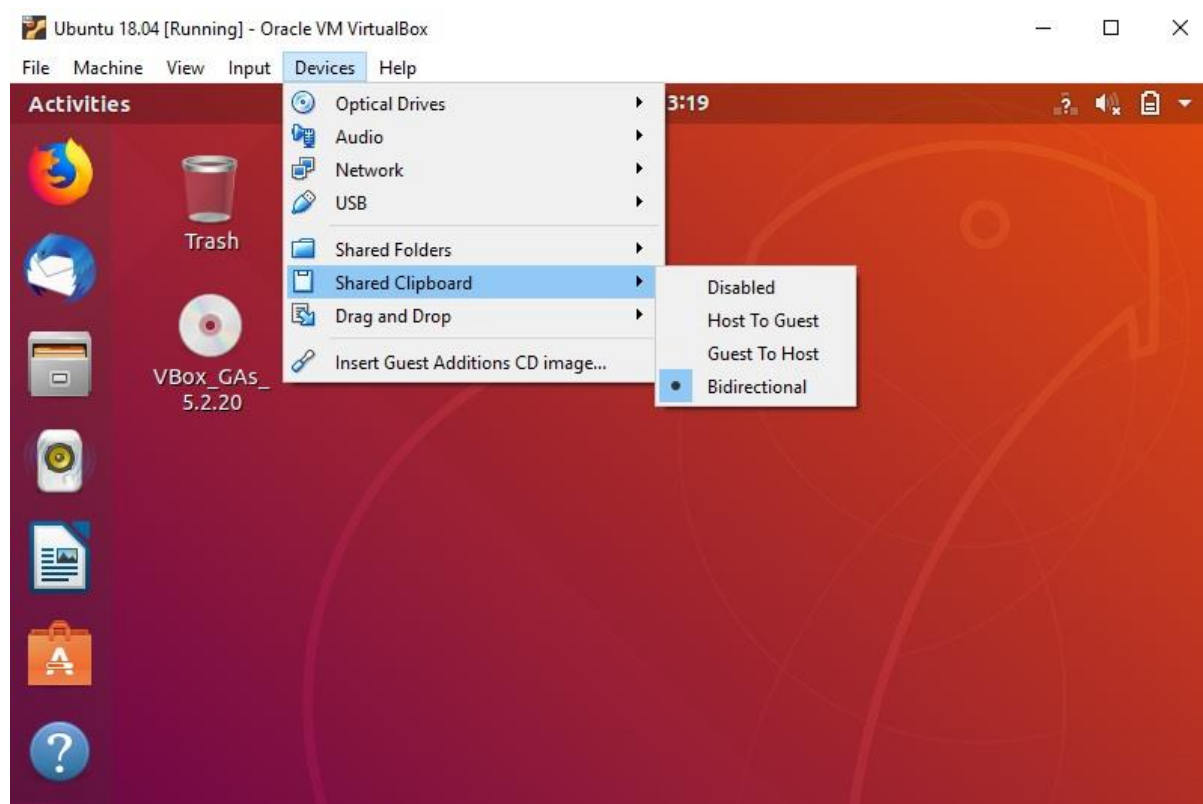 Ubuntu 18.04 [Running] - Oracle VM VirtualBox
File Machine View Input Devices Help
Activities
3:19
Optical Drives
Audio
Network
USB
Shared Folders
Shared Clipboard
Drag and Drop
Insert Guest Additions CD image...
Disabled
Host To Guest
Guest To Host
Bidirectional
Trash
VBox_GAs_
5.2.20